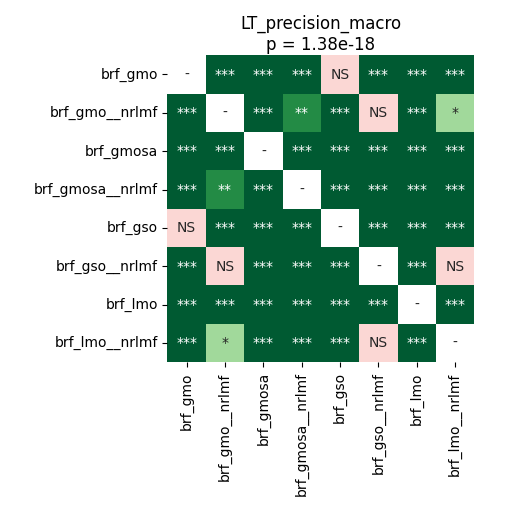 LT_precision_macro
p = 1.38e-18
brf_gmo - *** *** *** NS *** *** ***
brf_gmo__nrlmf *** - *** ** *** NS *** *
brf_gmosa *** *** - *** *** *** *** ***
brf_gmosa__nrlmf *** ** *** - *** *** *** ***
brf_gso NS *** *** *** - *** *** ***
brf_gso__nrlmf *** NS *** *** *** - *** NS
brf_lmo *** *** *** *** *** *** - ***
brf_lmo__nrlmf *** * *** *** *** NS *** -
brf_gmo
brf_gmo__nrlmf
brf_gmosa
brf_gmosa__nrlmf
brf_gso
brf_gso__nrlmf
brf_lmo
brf_lmo__nrlmf